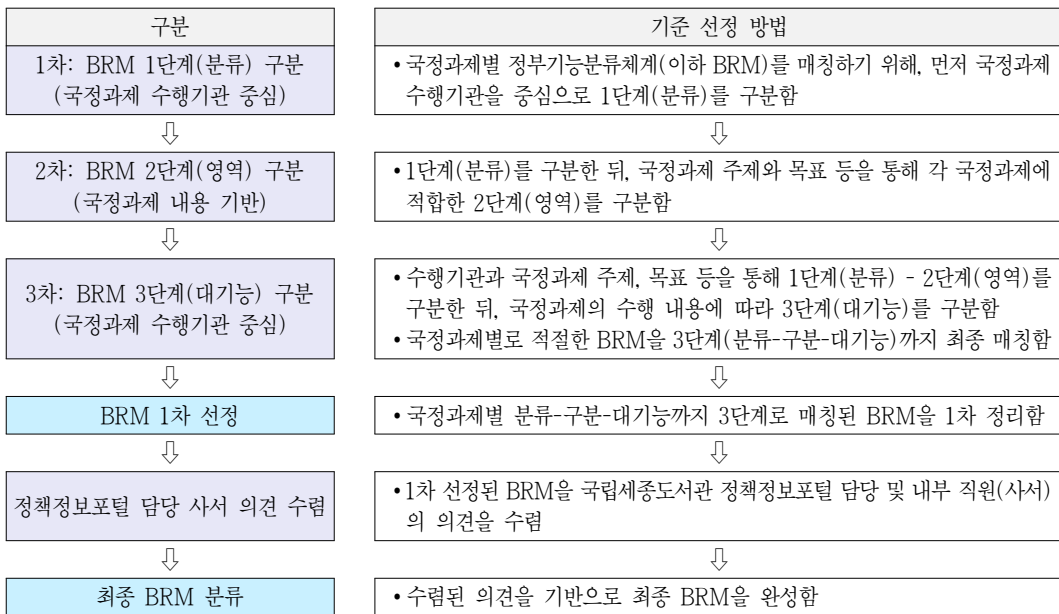 구분
기준 선정 방법
1차: BRM 1단계(분류) 구분
(국정과제 수행기관 중심)
• 국정과제별 정부기능분류체계(이하 BRM)를 매칭하기 위해, 먼저 국정과제
수행기관을 중심으로 1단계(분류)를 구분함
2차: BRM 2단계(영역) 구분
(국정과제 내용 기반)
• 1단계(분류)를 구분한 뒤, 국정과제 주제와 목표 등을 통해 각 국정과제에
적합한 2단계(영역)를 구분함
3차: BRM 3단계(대기능) 구분
(국정과제 수행기관 중심)
• 수행기관과 국정과제 주제, 목표 등을 통해 1단계(분류) - 2단계(영역)를
구분한 뒤, 국정과제의 수행 내용에 따라 3단계(대기능)를 구분함
• 국정과제별로 적절한 BRM을 3단계(분류-구분-대기능)까지 최종 매칭함
BRM 1차 선정
• 국정과제별 분류-구분-대기능까지 3단계로 매칭된 BRM을 1차 정리함
정책정보포털 담당 사서 의견 수렴
• 1차 선정된 BRM을 국립세종도서관 정책정보포털 담당 및 내부 직원(사서)
의 의견을 수렴
최종 BRM 분류
• 수렴된 의견을 기반으로 최종 BRM을 완성함